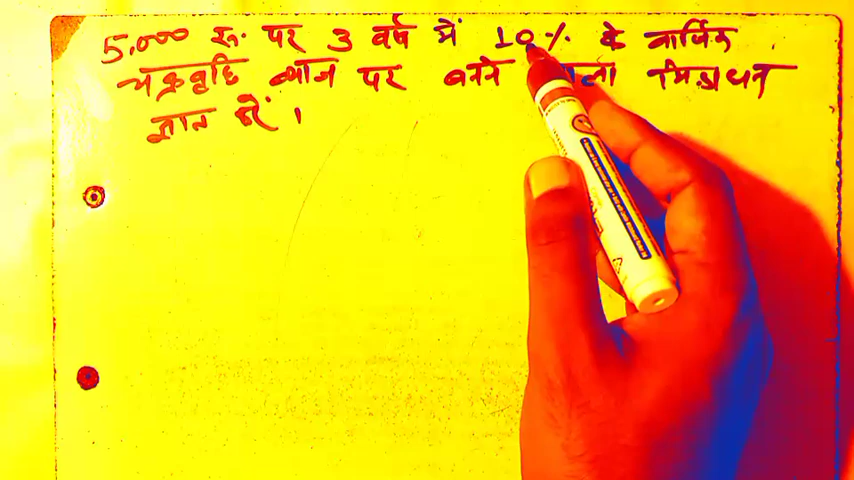 5,000 रू. पर 3 वर्ष में 10% के वार्षिक
चक्रवृद्धि ब्याज पर बनने वाला मिश्रधन
ज्ञात करें ।